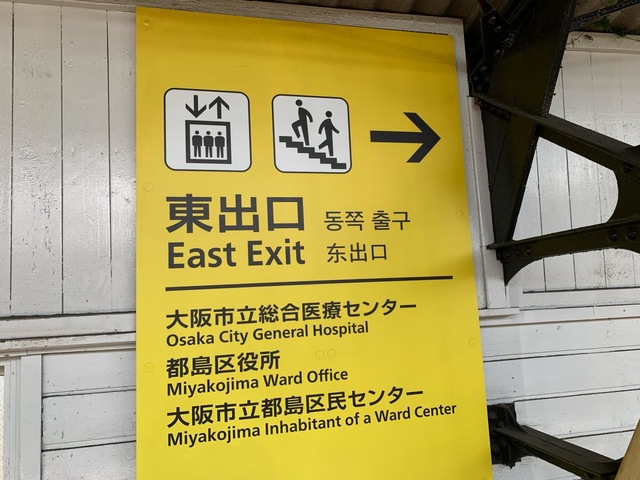 東出口 동쪽 출구
East Exit 东出口
大阪市立総合医療センター
Osaka City General Hospital
都島区役所
Miyakojima Ward Office
大阪市立都島区民センター
Miyakojima Inhabitant of a Ward Center